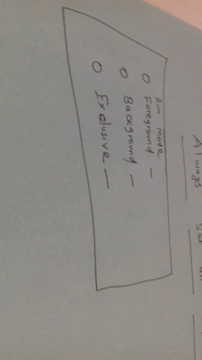 Always
Run Mode
O Foreground —
O Background —
O Exclusive —